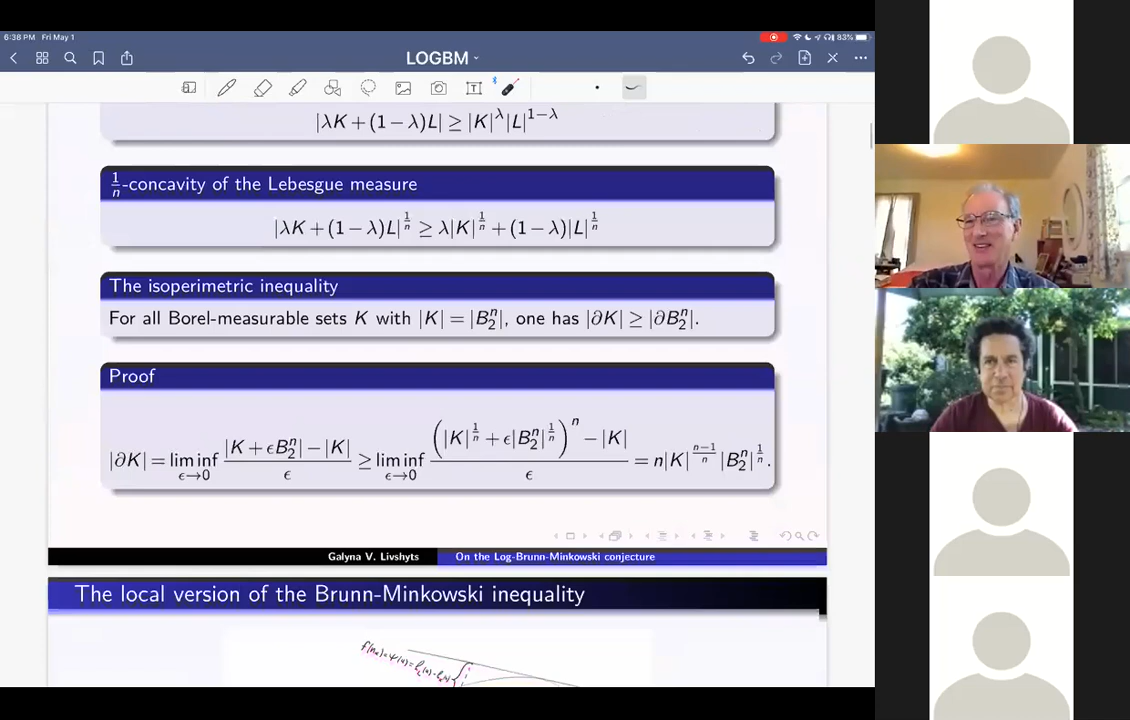 6:38 PM Fri May 1
83%
LOGBM
|λK + (1 − λ)L| ≥ |K|^λ |L|^{1−λ}
1/n-concavity of the Lebesgue measure
|λK + (1 − λ)L|^{1/n} ≥ λ|K|^{1/n} + (1 − λ)|L|^{1/n}
The isoperimetric inequality
For all Borel-measurable sets K with |K| = |B_2^n|, one has |∂K| ≥ |∂B_2^n|.
Proof
|∂K| = lim inf_{ϵ→0} (|K + ϵB_2^n| − |K|)/ϵ ≥ lim inf_{ϵ→0} ((|K|^{1/n} + ϵ|B_2^n|^{1/n})^n − |K|)/ϵ = n|K|^{(n−1)/n} |B_2^n|^{1/n}.
Galyna V. Livshyts On the Log-Brunn-Minkowski conjecture
The local version of the Brunn-Minkowski inequality